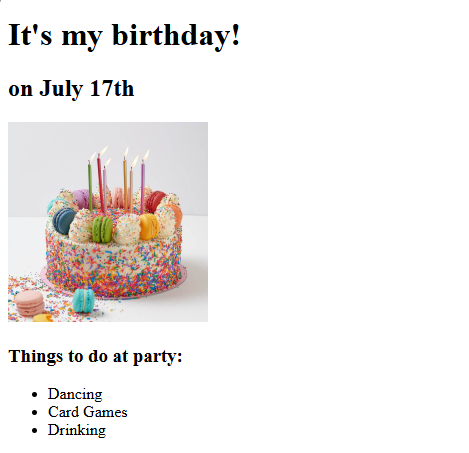 It's my birthday!
on July 17th
Things to do at party:
Dancing
Card Games
Drinking